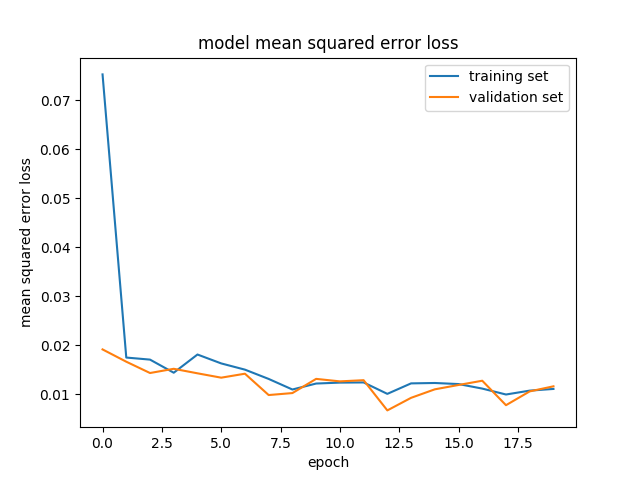 model mean squared error loss
training set
validation set
mean squared error loss
0.07
0.06
0.05
0.04
0.03
0.02
0.01
0.0 2.5 5.0 7.5 10.0 12.5 15.0 17.5
epoch